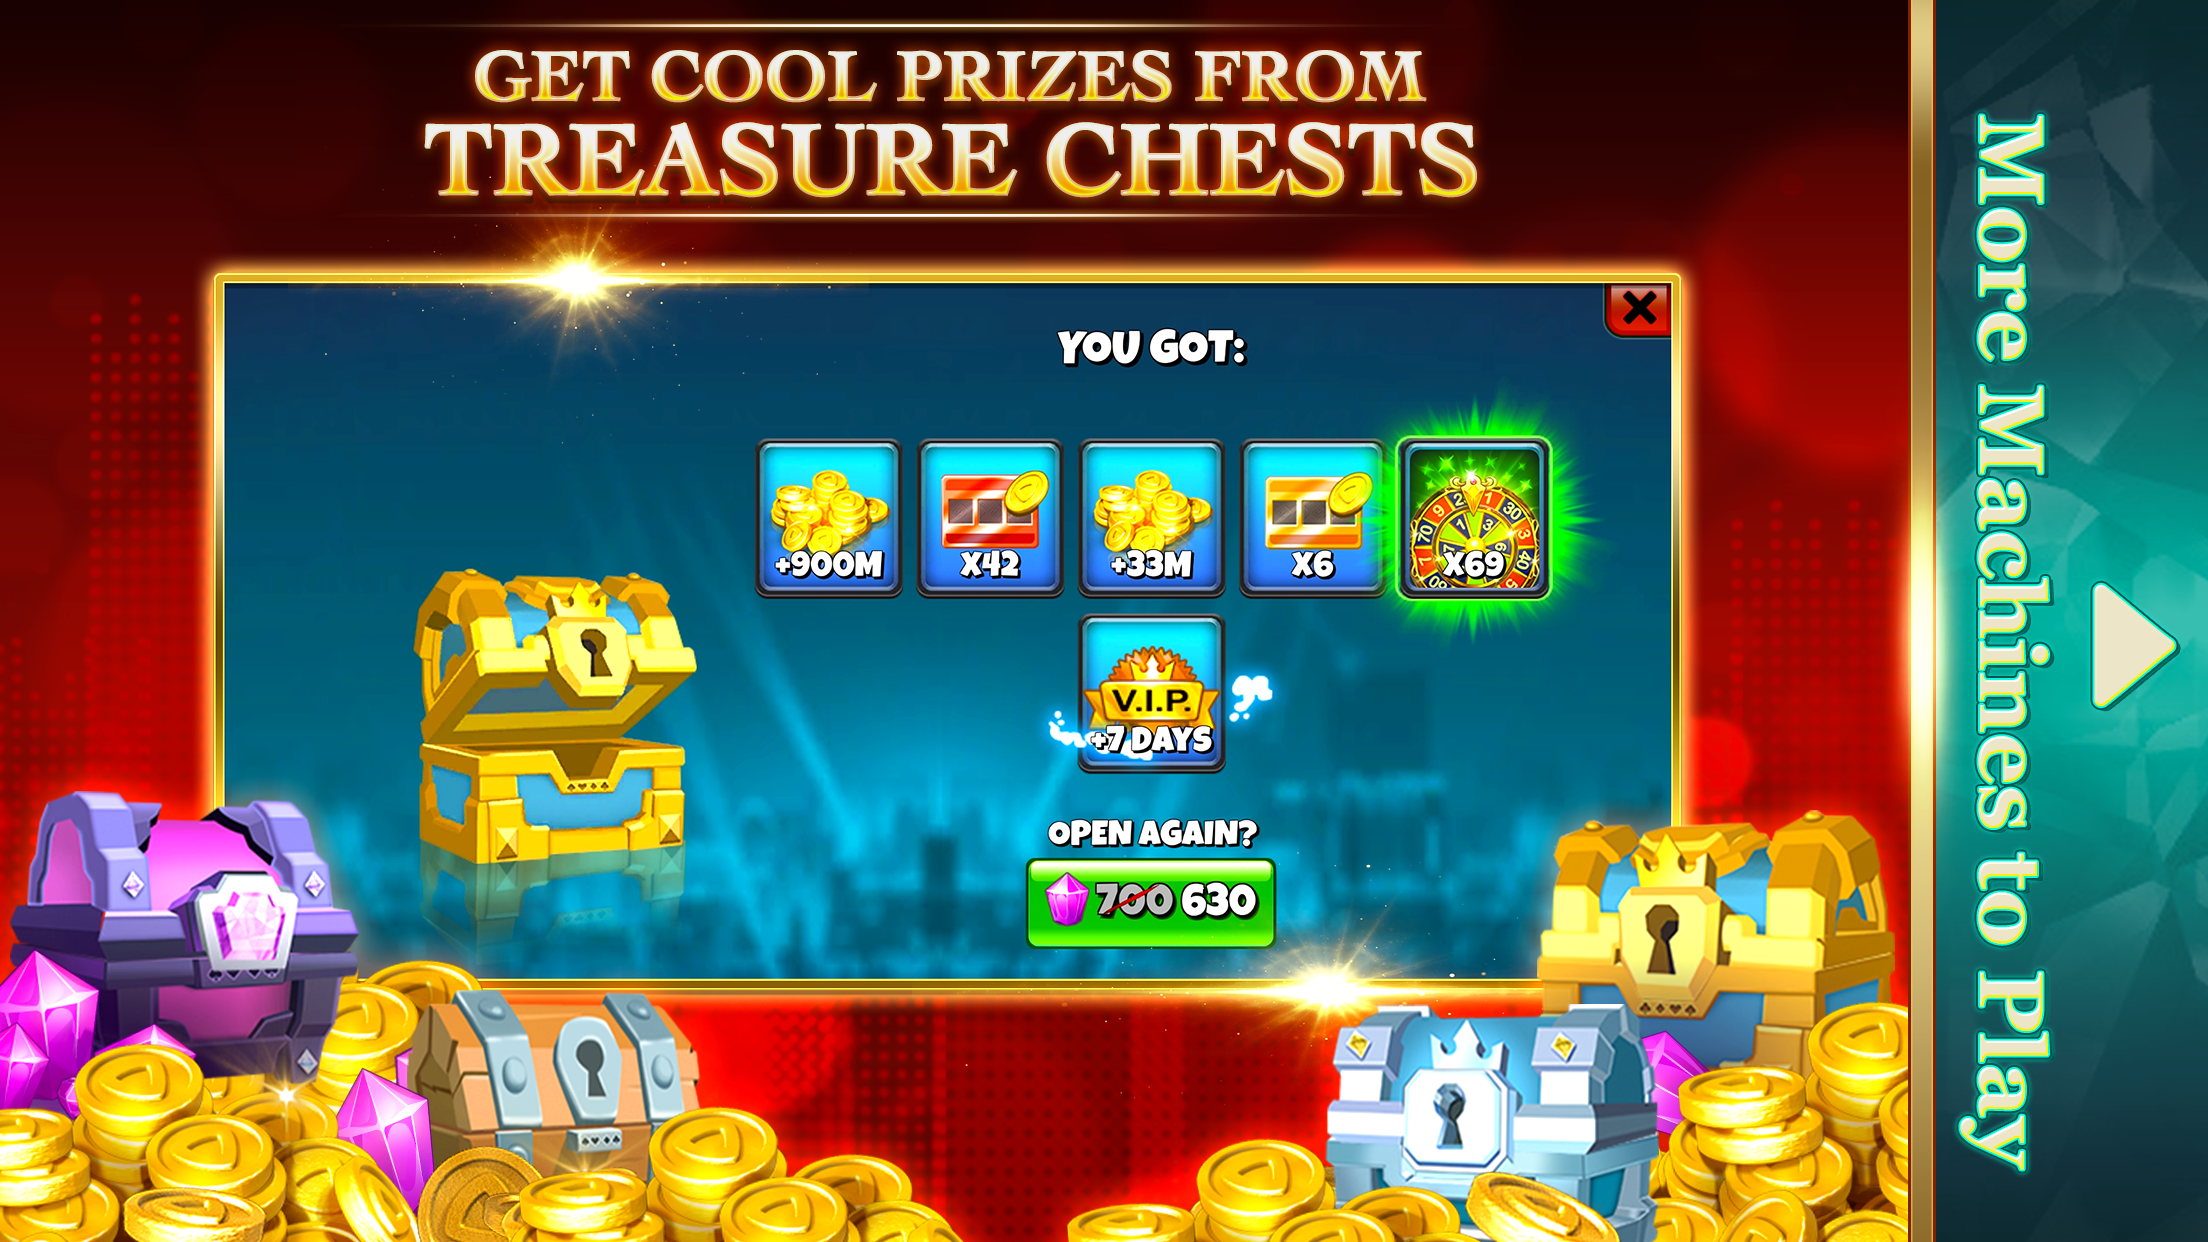 GET COOL PRIZES FROM
TREASURE CHESTS
YOU GOT:
+900M
X42
+33M
X6
X69
V.I.P.
+7 DAYS
OPEN AGAIN?
700 630
More Machines to Play